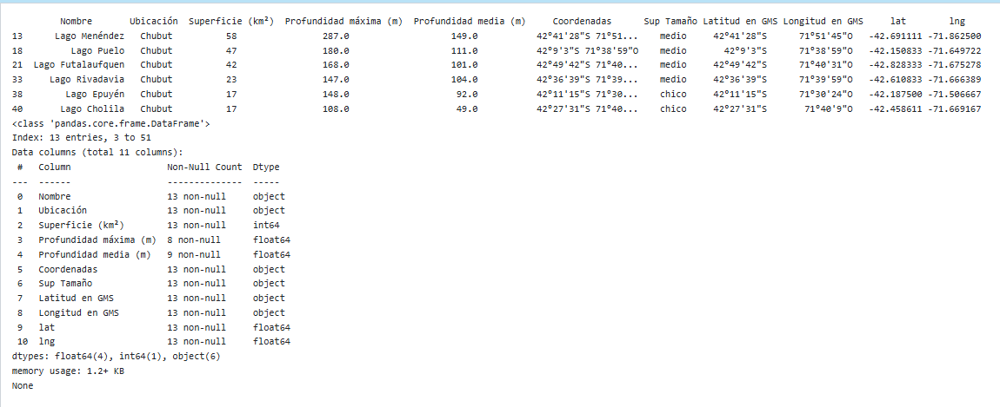 Nombre Ubicación Superficie (km²) Profundidad máxima (m) Profundidad media (m) Coordenadas Sup Tamaño Latitud en GMS Longitud en GMS lat lng
13 Lago Menéndez Chubut 58 287.0 149.0 42°41'28"S 71°51... medio 42°41'28"S 71°51'45"O -42.691111 -71.862500
18 Lago Puelo Chubut 47 180.0 111.0 42°9'3"S 71°38'59"O medio 42°9'3"S 71°38'59"O -42.150833 -71.649722
21 Lago Futalaufquen Chubut 42 168.0 101.0 42°49'42"S 71°40... medio 42°49'42"S 71°40'31"O -42.828333 -71.675278
33 Lago Rivadavia Chubut 23 147.0 104.0 42°36'39"S 71°39... medio 42°36'39"S 71°39'59"O -42.610833 -71.666389
38 Lago Epuyén Chubut 17 148.0 92.0 42°11'15"S 71°30... chico 42°11'15"S 71°30'24"O -42.187500 -71.506667
40 Lago Cholila Chubut 17 108.0 49.0 42°27'31"S 71°40... chico 42°27'31"S 71°40'9"O -42.458611 -71.669167
<class 'pandas.core.frame.DataFrame'>
Index: 13 entries, 3 to 51
Data columns (total 11 columns):
# Column Non-Null Count Dtype
--- ------ -------------- -----
0 Nombre 13 non-null object
1 Ubicación 13 non-null object
2 Superficie (km²) 13 non-null int64
3 Profundidad máxima (m) 8 non-null float64
4 Profundidad media (m) 9 non-null float64
5 Coordenadas 13 non-null object
6 Sup Tamaño 13 non-null object
7 Latitud en GMS 13 non-null object
8 Longitud en GMS 13 non-null object
9 lat 13 non-null float64
10 lng 13 non-null float64
dtypes: float64(4), int64(1), object(6)
memory usage: 1.2+ KB
None